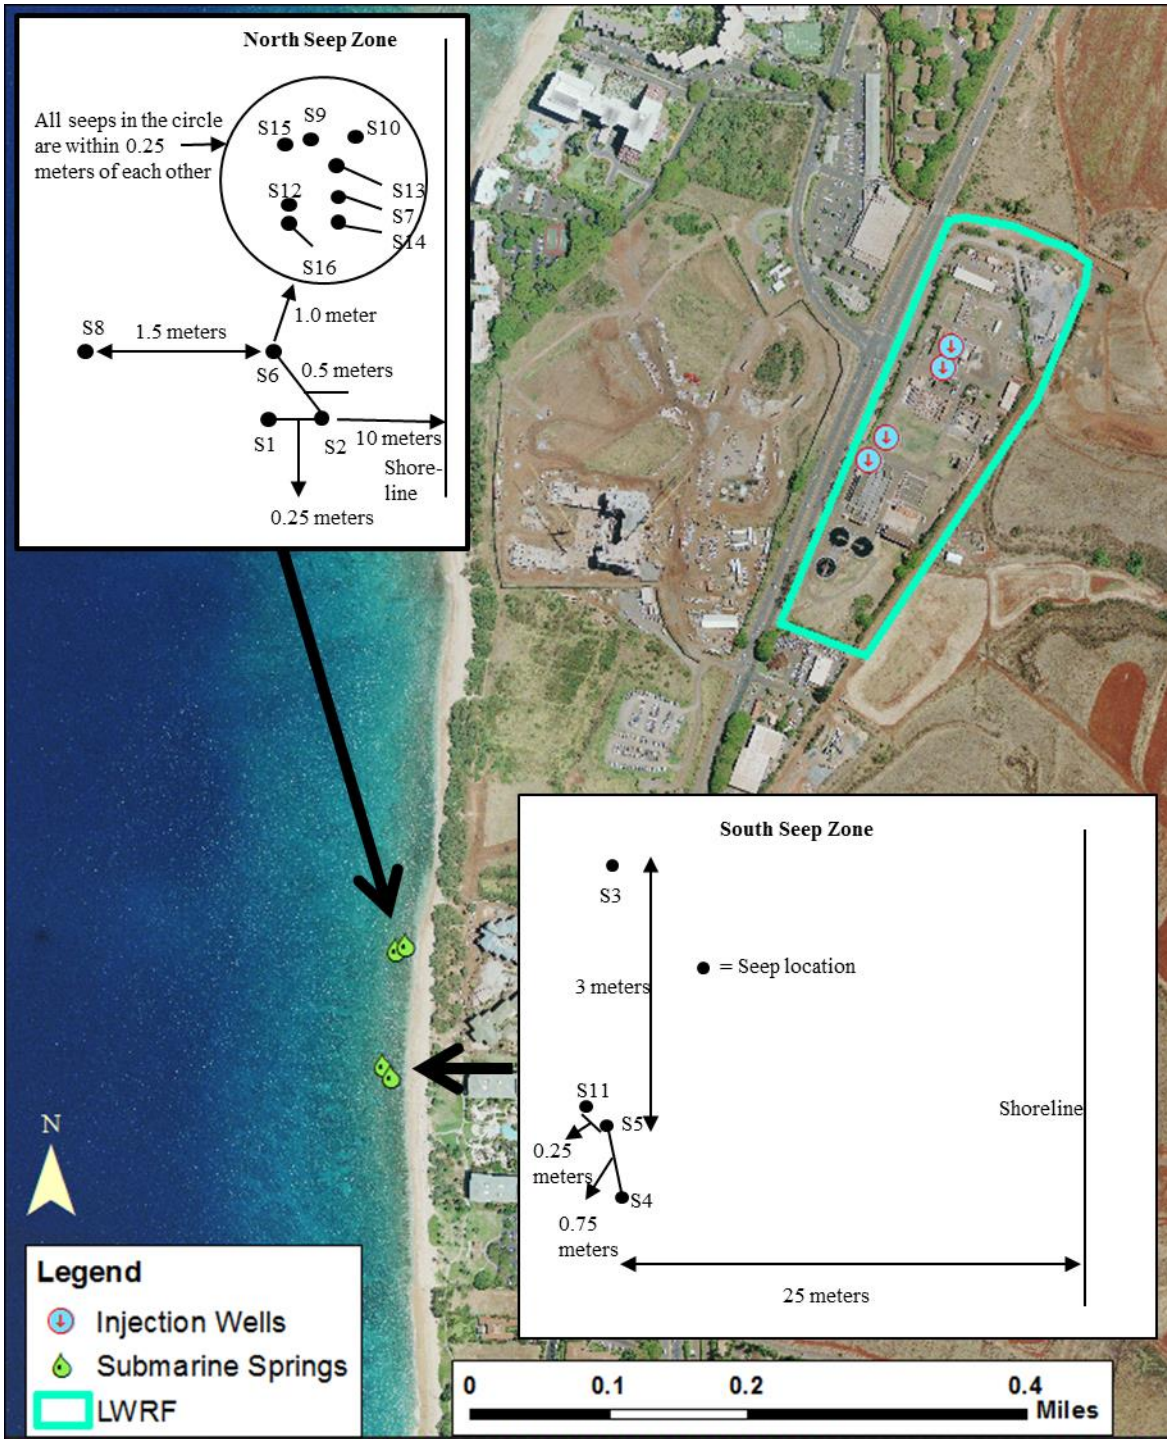 North Seep Zone
All seeps in the circle
are within 0.25
meters of each other
S15
S9
S10
S13
S12
S7
S14
S16
1.0 meter
S8
1.5 meters
S6
0.5 meters
S1
S2
10 meters
Shore-
line
0.25 meters
South Seep Zone
S3
= Seep location
3 meters
S11
S5
Shoreline
0.25
meters
S4
0.75
meters
25 meters
N
Legend
Injection Wells
Submarine Springs
LWRF
0 0.1 0.2 0.4
Miles